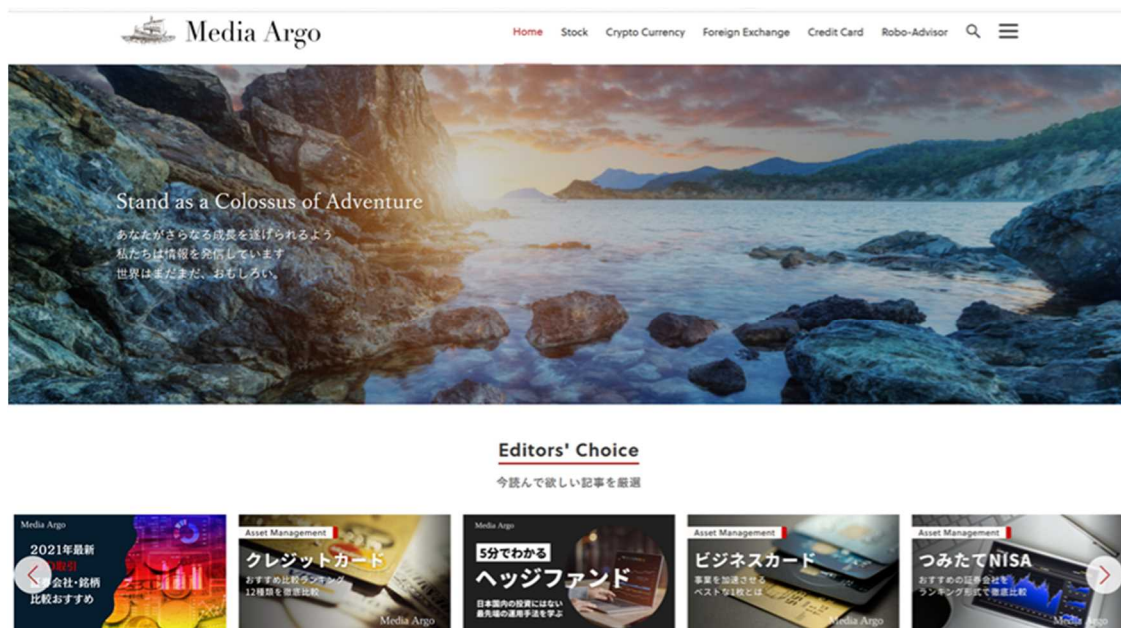 Media Argo
Home Stock Crypto Currency Foreign Exchange Credit Card Robo-Advisor
Stand as a Colossus of Adventure
あなたがさらなる成長を遂げられるよう
私たちは情報を発信しています
世界はまだまだ、おもしろい。
Editors' Choice
今読んで欲しい記事を厳選
Media Argo
2021年最新
の取引
会社・銘柄
比較おすすめ
Asset Management
クレジットカード
おすすめ比較ランキング
12種類を徹底比較
Media Argo
Media Argo
5分でわかる
ヘッジファンド
日本国内の投資にはない
最先端の運用手法を学ぶ
Asset Management
ビジネスカード
事業を加速させる
ベストな1枚とは
Media Argo
Asset Management
つみたてNISA
おすすめの証券会社を
ランキング形式で徹底比較
Media Argo